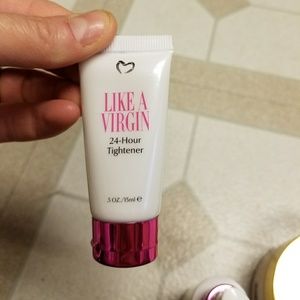 LIKE A
VIRGIN
24-Hour
Tightener
.5 OZ./15ml e